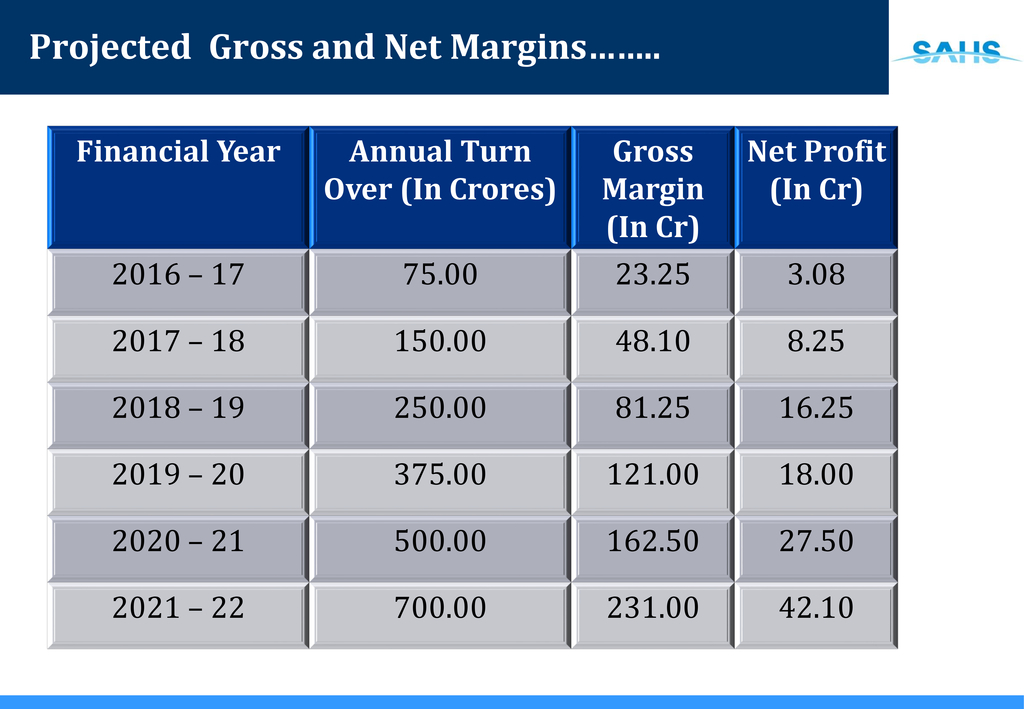 Projected  Gross and Net Margins……..
SAHS
Financial Year
Annual Turn
Over (In Crores)
Gross
Margin
(In Cr)
Net Profit
(In Cr)
2016 – 17 75.00 23.25 3.08
2017 – 18 150.00 48.10 8.25
2018 – 19 250.00 81.25 16.25
2019 – 20 375.00 121.00 18.00
2020 – 21 500.00 162.50 27.50
2021 – 22 700.00 231.00 42.10